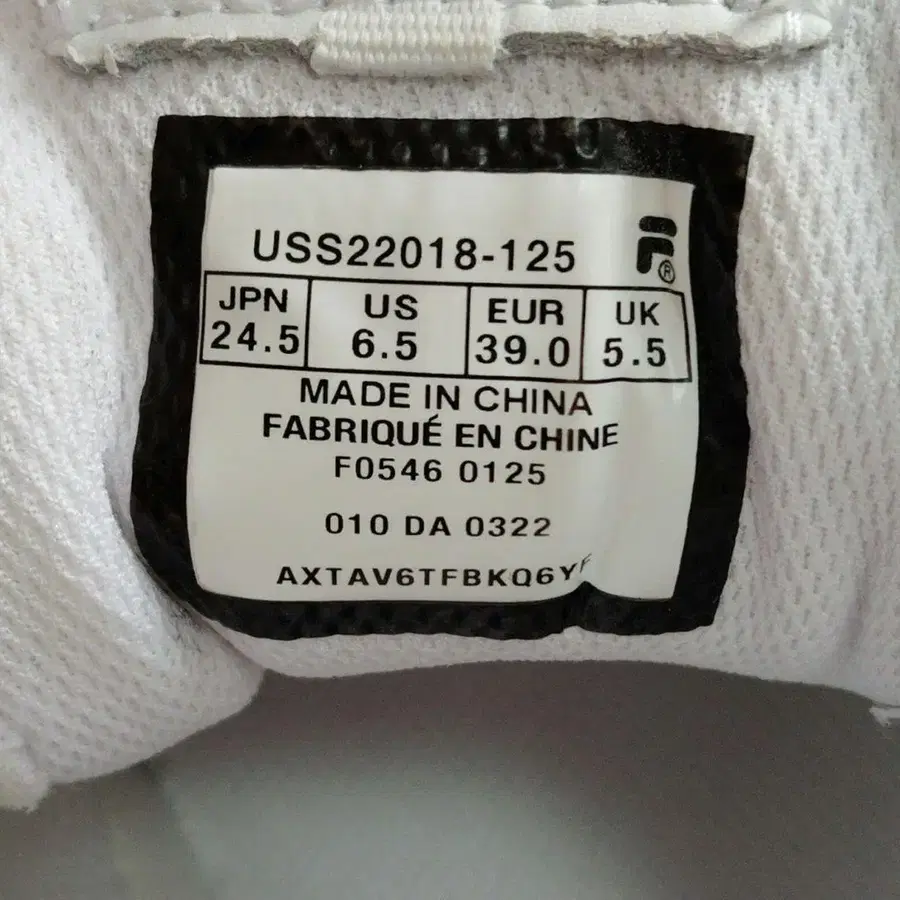 USS22018-125
JPN US EUR UK
24.5 6.5 39.0 5.5
MADE IN CHINA
FABRIQUÉ EN CHINE
F0546 0125
010 DA 0322
AXTAV6TFBKQ6YF